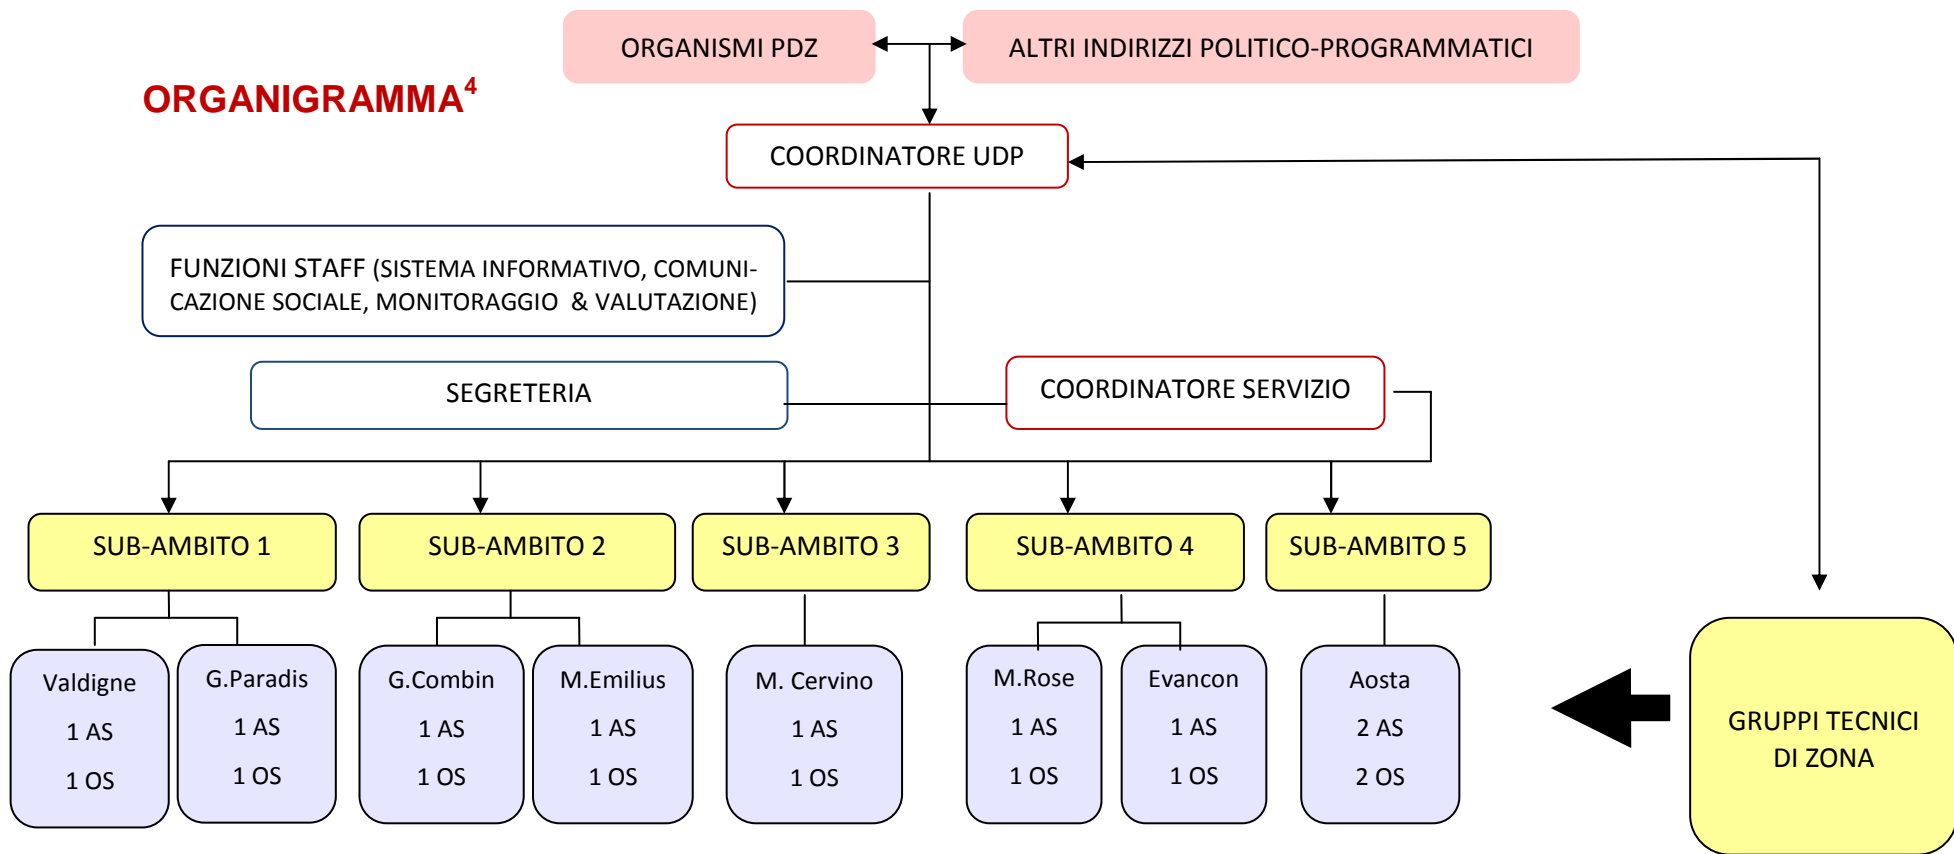 ORGANISMI PDZ
ALTRI INDIRIZZI POLITICO-PROGRAMMATICI
ORGANIGRAMMA⁴
COORDINATORE UDP
FUNZIONI STAFF (SISTEMA INFORMATIVO, COMUNI-
CAZIONE SOCIALE, MONITORAGGIO & VALUTAZIONE)
SEGRETERIA
COORDINATORE SERVIZIO
SUB-AMBITO 1
SUB-AMBITO 2
SUB-AMBITO 3
SUB-AMBITO 4
SUB-AMBITO 5
Valdigne
1 AS
1 OS
G.Paradis
1 AS
1 OS
G.Combin
1 AS
1 OS
M.Emilius
1 AS
1 OS
M. Cervino
1 AS
1 OS
M.Rose
1 AS
1 OS
Evancon
1 AS
1 OS
Aosta
2 AS
2 OS
GRUPPI TECNICI
DI ZONA